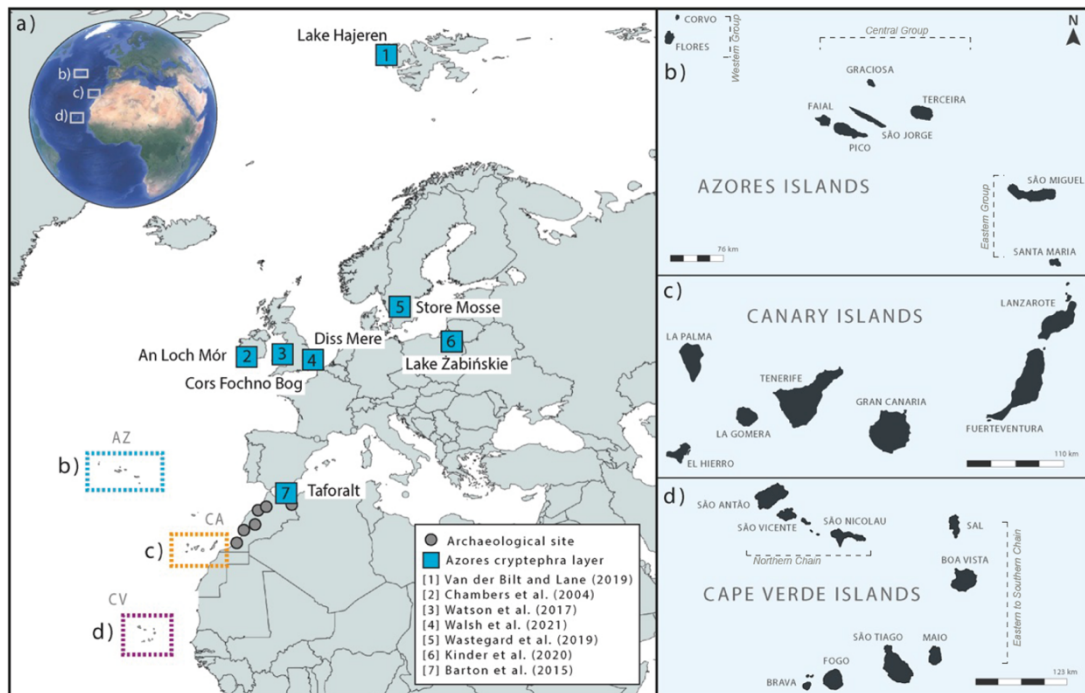 a)
b)
c)
d)
Lake Hajeren
1
5
Store Mosse
Diss Mere
6
An Loch Mór
2
3
4
Lake Żabińskie
Cors Fochno Bog
AZ
b)
7
Taforalt
CA
c)
CV
d)
Archaeological site
Azores cryptephra layer
[1] Van der Bilt and Lane (2019)
[2] Chambers et al. (2004)
[3] Watson et al. (2017)
[4] Walsh et al. (2021)
[5] Wastegard et al. (2019)
[6] Kinder et al. (2020)
[7] Barton et al. (2015)
CORVO
FLORES
Western Group
Central Group
N
b)
GRACIOSA
FAIAL
TERCEIRA
SÃO JORGE
PICO
AZORES ISLANDS
SÃO MIGUEL
Eastern Group
SANTA MARIA
76 km
c)
CANARY ISLANDS
LANZAROTE
LA PALMA
TENERIFE
GRAN CANARIA
LA GOMERA
FUERTEVENTURA
EL HIERRO
110 km
d)
SÃO ANTÃO
SÃO VICENTE
SÃO NICOLAU
Northern Chain
SAL
BOA VISTA
Eastern to Southern Chain
CAPE VERDE ISLANDS
SÃO TIAGO
MAIO
FOGO
BRAVA
123 km